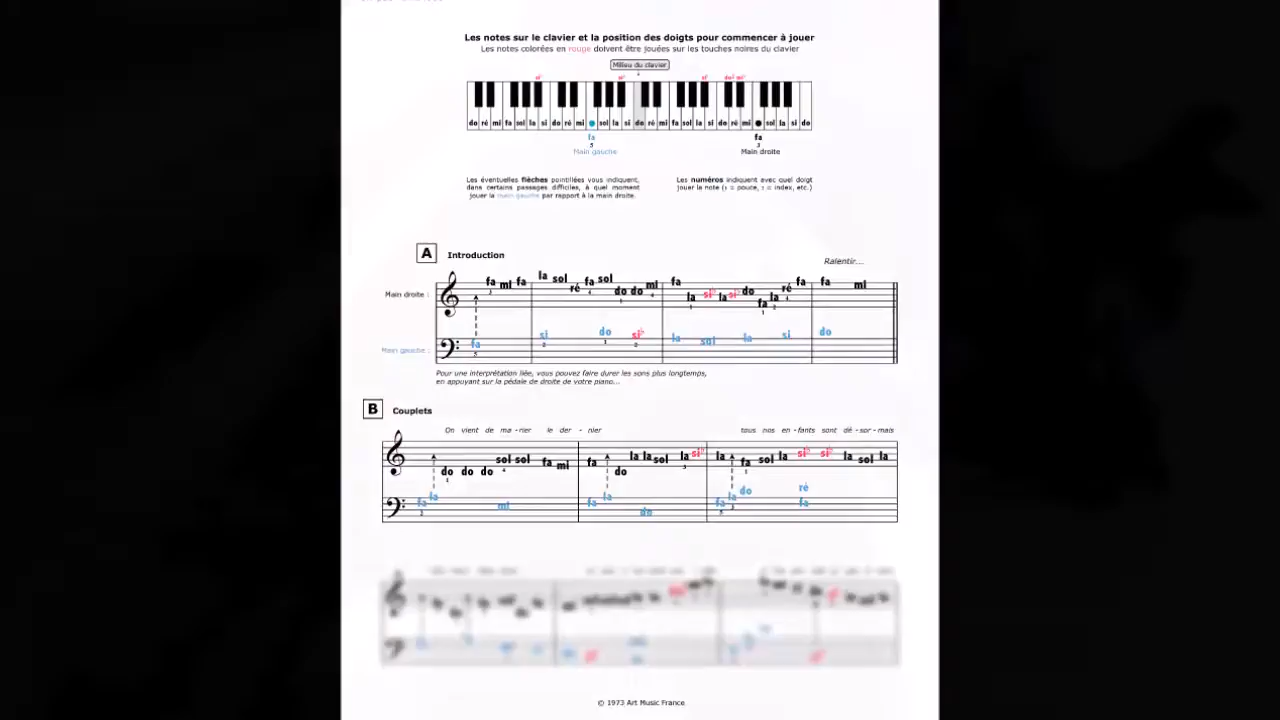 Les notes sur le clavier et la position des doigts pour commencer à jouer
Les notes colorées en rouge doivent être jouées sur les touches noires du clavier
Milieu du clavier
si♭ si♭ si♭ do♯ mi♭
do ré mi fa sol la si do ré mi sol la si do ré mi fa sol la si do ré mi sol la si do
fa fa
5 3
Main gauche Main droite
Les éventuelles flèches pointillées vous indiquent,
dans certains passages difficiles, à quel moment
jouer la main gauche par rapport à la main droite.
Les numéros indiquent avec quel doigt
jouer la note (1 = pouce, 2 = index, etc.)
A Introduction
Ralentir...
Main droite :
fa mi fa la sol ré fa sol do do mi fa la si♭ la si♭ do fa la ré fa fa mi
Main gauche :
fa si do si♭ la sol la si do
Pour une interprétation liée, vous pouvez faire durer les sons plus longtemps,
en appuyant sur la pédale de droite de votre piano...
B Couplets
On vient de ma - rier le der - nier tous nos en - fants sont dé - sor - mais
do do do sol sol fa mi fa do la la sol la si♭ la fa sol la si♭ si♭ la sol la
fa la mi fa la do fa la do ré fa
© 1973 Art Music France